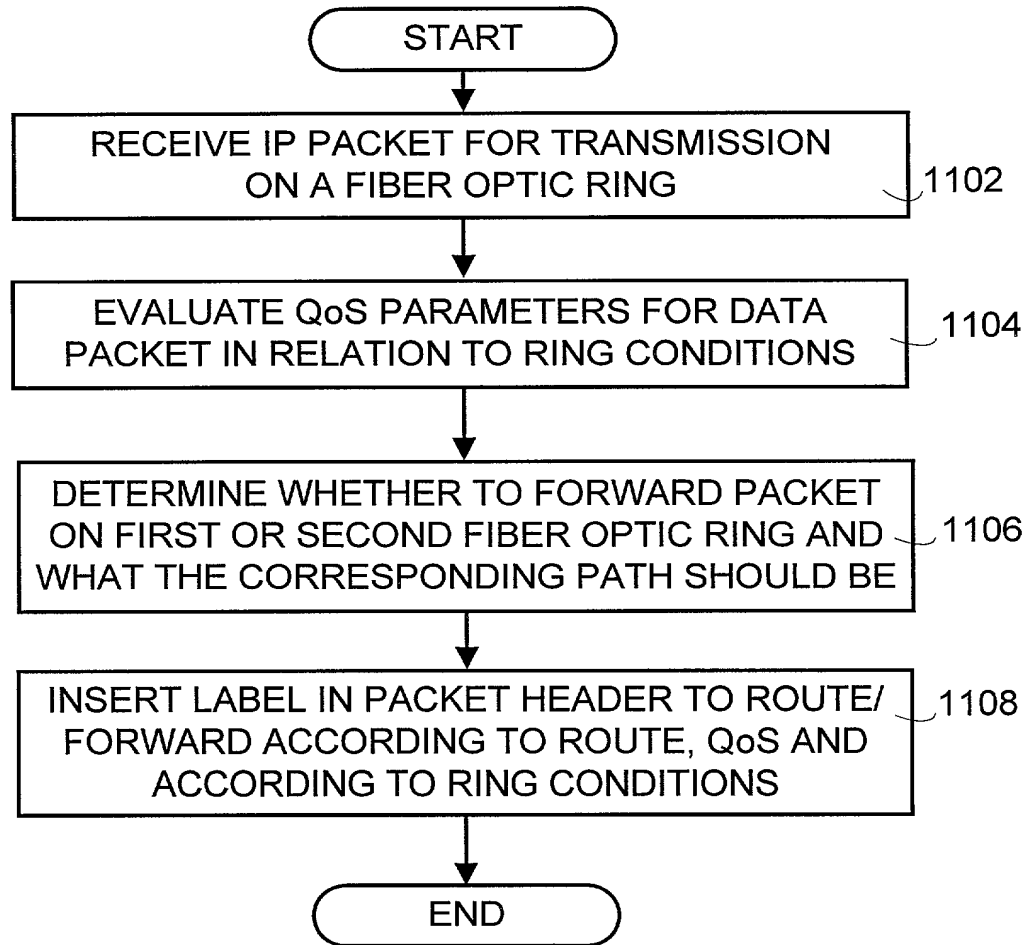 START
RECEIVE IP PACKET FOR TRANSMISSION
ON A FIBER OPTIC RING
1102
EVALUATE QoS PARAMETERS FOR DATA
PACKET IN RELATION TO RING CONDITIONS
1104
DETERMINE WHETHER TO FORWARD PACKET
ON FIRST OR SECOND FIBER OPTIC RING AND
WHAT THE CORRESPONDING PATH SHOULD BE
1106
INSERT LABEL IN PACKET HEADER TO ROUTE/
FORWARD ACCORDING TO ROUTE, QoS AND
ACCORDING TO RING CONDITIONS
1108
END